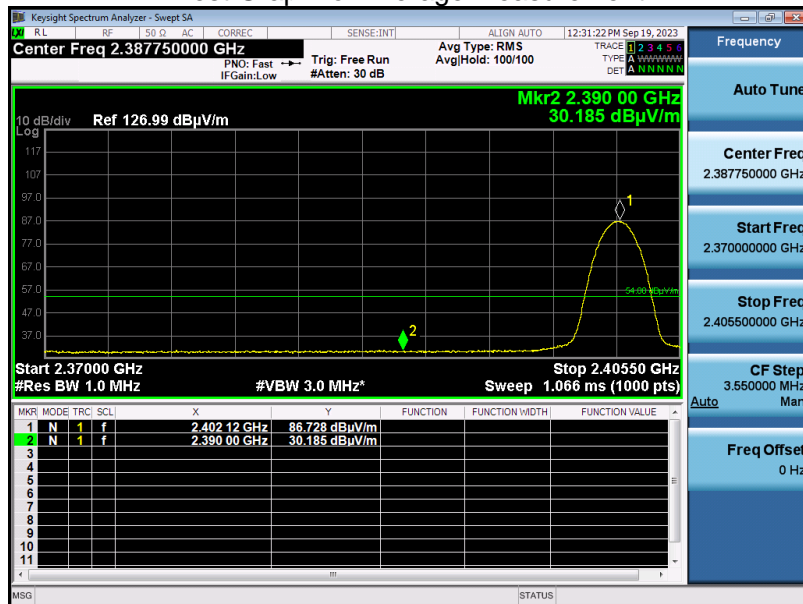 Keysight Spectrum Analyzer - Swept SA
RL RF 50 Ω AC CORREC SENSE:INT ALIGN AUTO 12:31:22 PM Sep 19, 2023
Center Freq 2.387750000 GHz
PNO: Fast
IFGain:Low
Trig: Free Run
#Atten: 30 dB
Avg Type: RMS
Avg|Hold: 100/100
TRACE 1 2 3 4 5 6
TYPE A WWWWW
DET A N N N N N
Frequency
Auto Tune
Center Freq
2.387750000 GHz
Start Freq
2.370000000 GHz
Stop Freq
2.405500000 GHz
CF Step
3.550000 MHz
Auto Man
Freq Offset
0 Hz
Mkr2 2.390 00 GHz
30.185 dBµV/m
10 dB/div Ref 126.99 dBµV/m
Log
117
107
97.0
87.0
77.0
67.0
57.0
47.0
37.0
1
54.00 dBµV/m
2
Start 2.37000 GHz Stop 2.40550 GHz
#Res BW 1.0 MHz #VBW 3.0 MHz* Sweep 1.066 ms (1000 pts)
MKR MODE TRC SCL X Y FUNCTION FUNCTION WIDTH FUNCTION VALUE
1 N 1 f 2.402 12 GHz 86.728 dBµV/m
2 N 1 f 2.390 00 GHz 30.185 dBµV/m
3
4
5
6
7
8
9
10
11
MSG STATUS